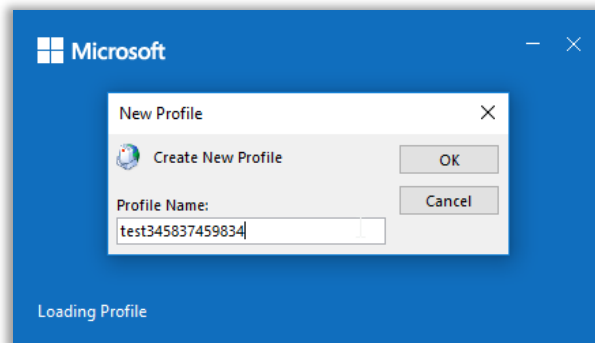 Microsoft
New Profile
Create New Profile
OK
Profile Name:
Cancel
test345837459834
Loading Profile